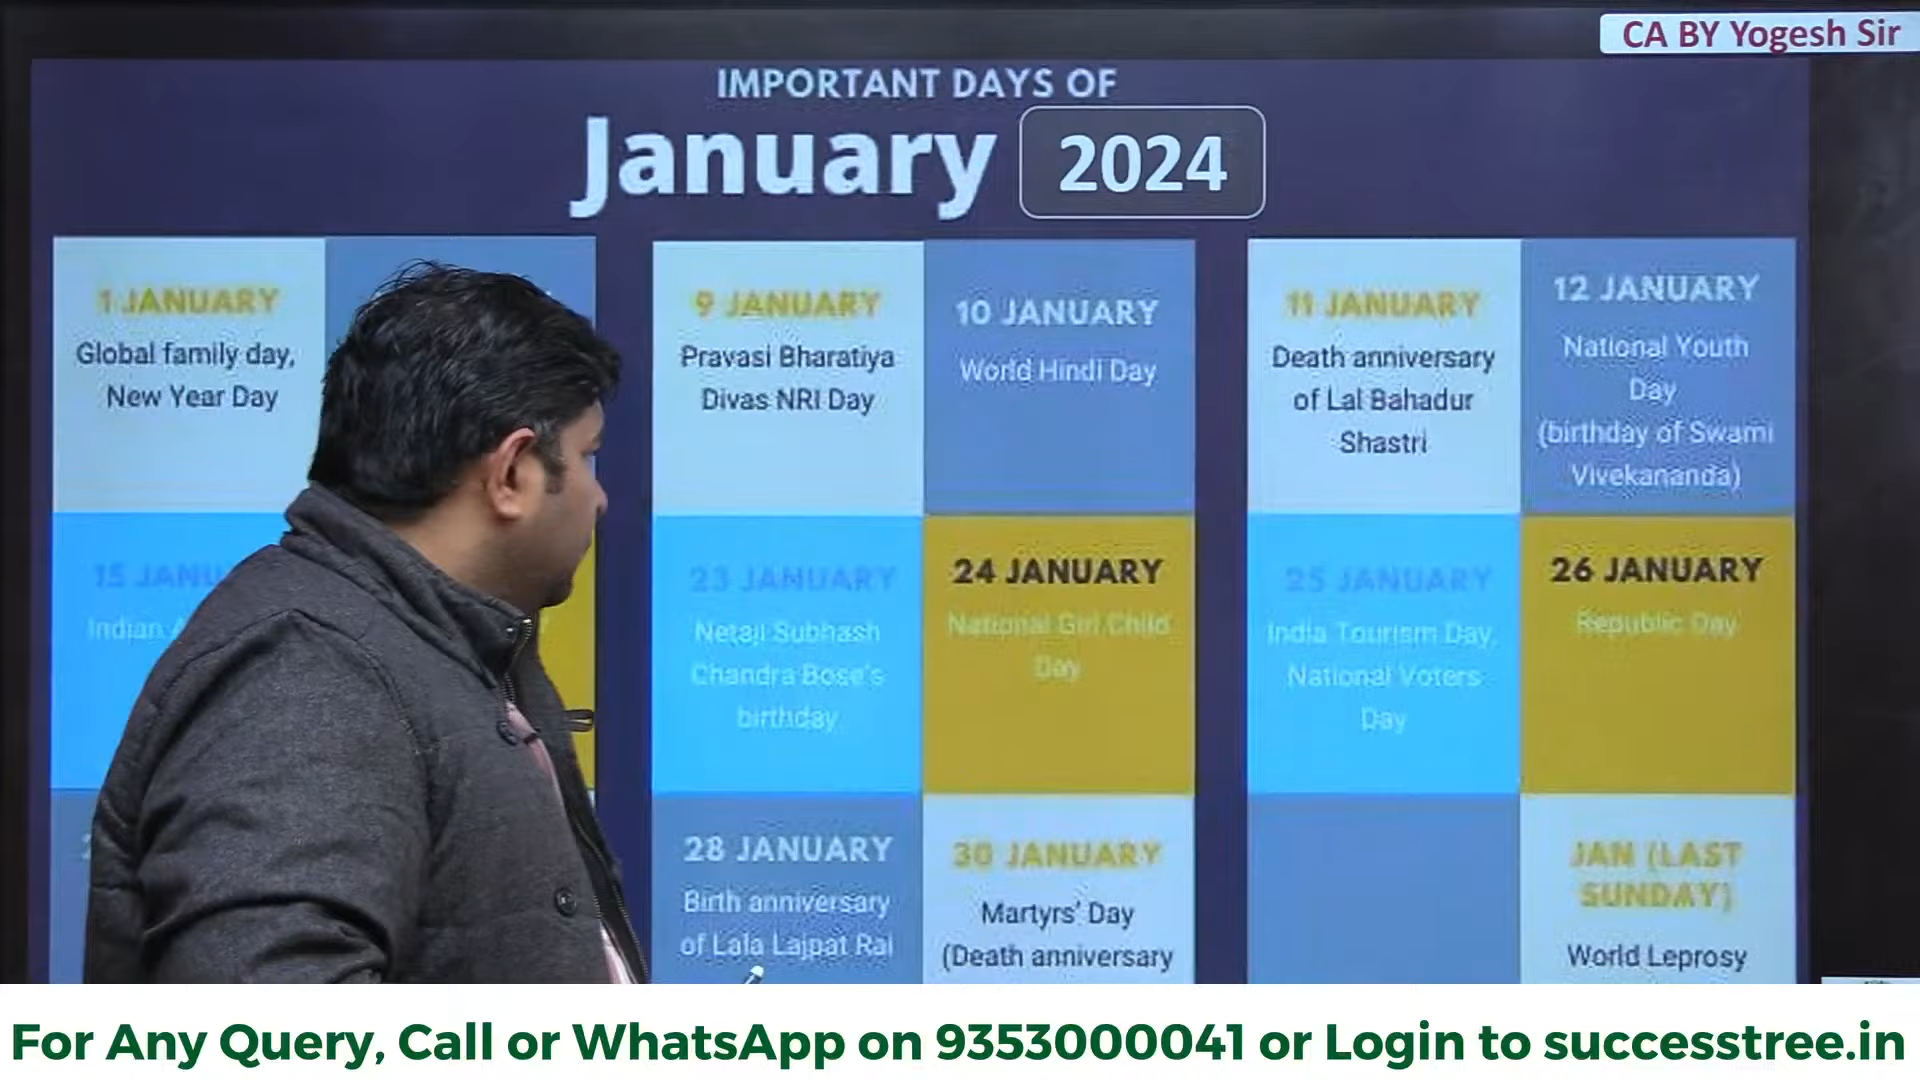 CA BY Yogesh Sir
IMPORTANT DAYS OF
January 2024
1 JANUARY
Global family day,
New Year Day
9 JANUARY
Pravasi Bharatiya
Divas NRI Day
10 JANUARY
World Hindi Day
11 JANUARY
Death anniversary
of Lal Bahadur
Shastri
12 JANUARY
National Youth
Day
(birthday of Swami
Vivekananda)
15 JANU
Indian A
23 JANUARY
Netaji Subhash
Chandra Bose's
birthday
24 JANUARY
National Girl Child
Day
25 JANUARY
India Tourism Day,
National Voters
Day
26 JANUARY
Republic Day
28 JANUARY
Birth anniversary
of Lala Lajpat Rai
30 JANUARY
Martyrs' Day
(Death anniversary
JAN (LAST
SUNDAY)
World Leprosy
For Any Query, Call or WhatsApp on 9353000041 or Login to successtree.in